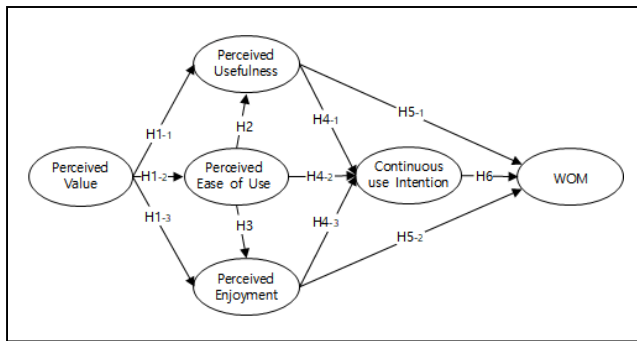 Perceived
Usefulness
H1-1
H5-1
H4-1
H2
Perceived
Value
H1-2
Perceived
Ease of Use
H4-2
Continuous
use Intention
H6
WOM
H1-3
H3
H4-3
H5-2
Perceived
Enjoyment